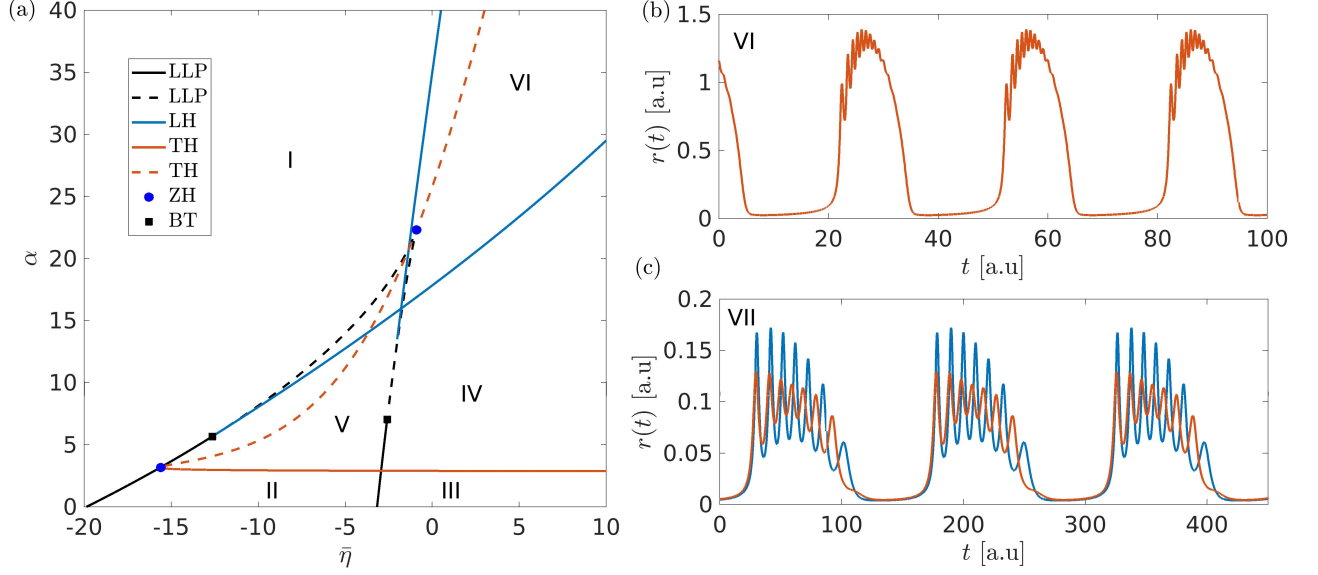 (a)
40
35
30
25
20
15
10
5
0
α
-20
-15
-10
-5
0
5
10
η̄
LLP
LLP
LH
TH
TH
ZH
BT
I
VI
IV
V
II
III
(b)
VI
1.5
1
0.5
0
r(t) [a.u]
0
20
40
60
80
100
t [a.u]
(c)
VII
0.2
0.15
0.1
0.05
0
r(t) [a.u]
0
100
200
300
400
t [a.u]